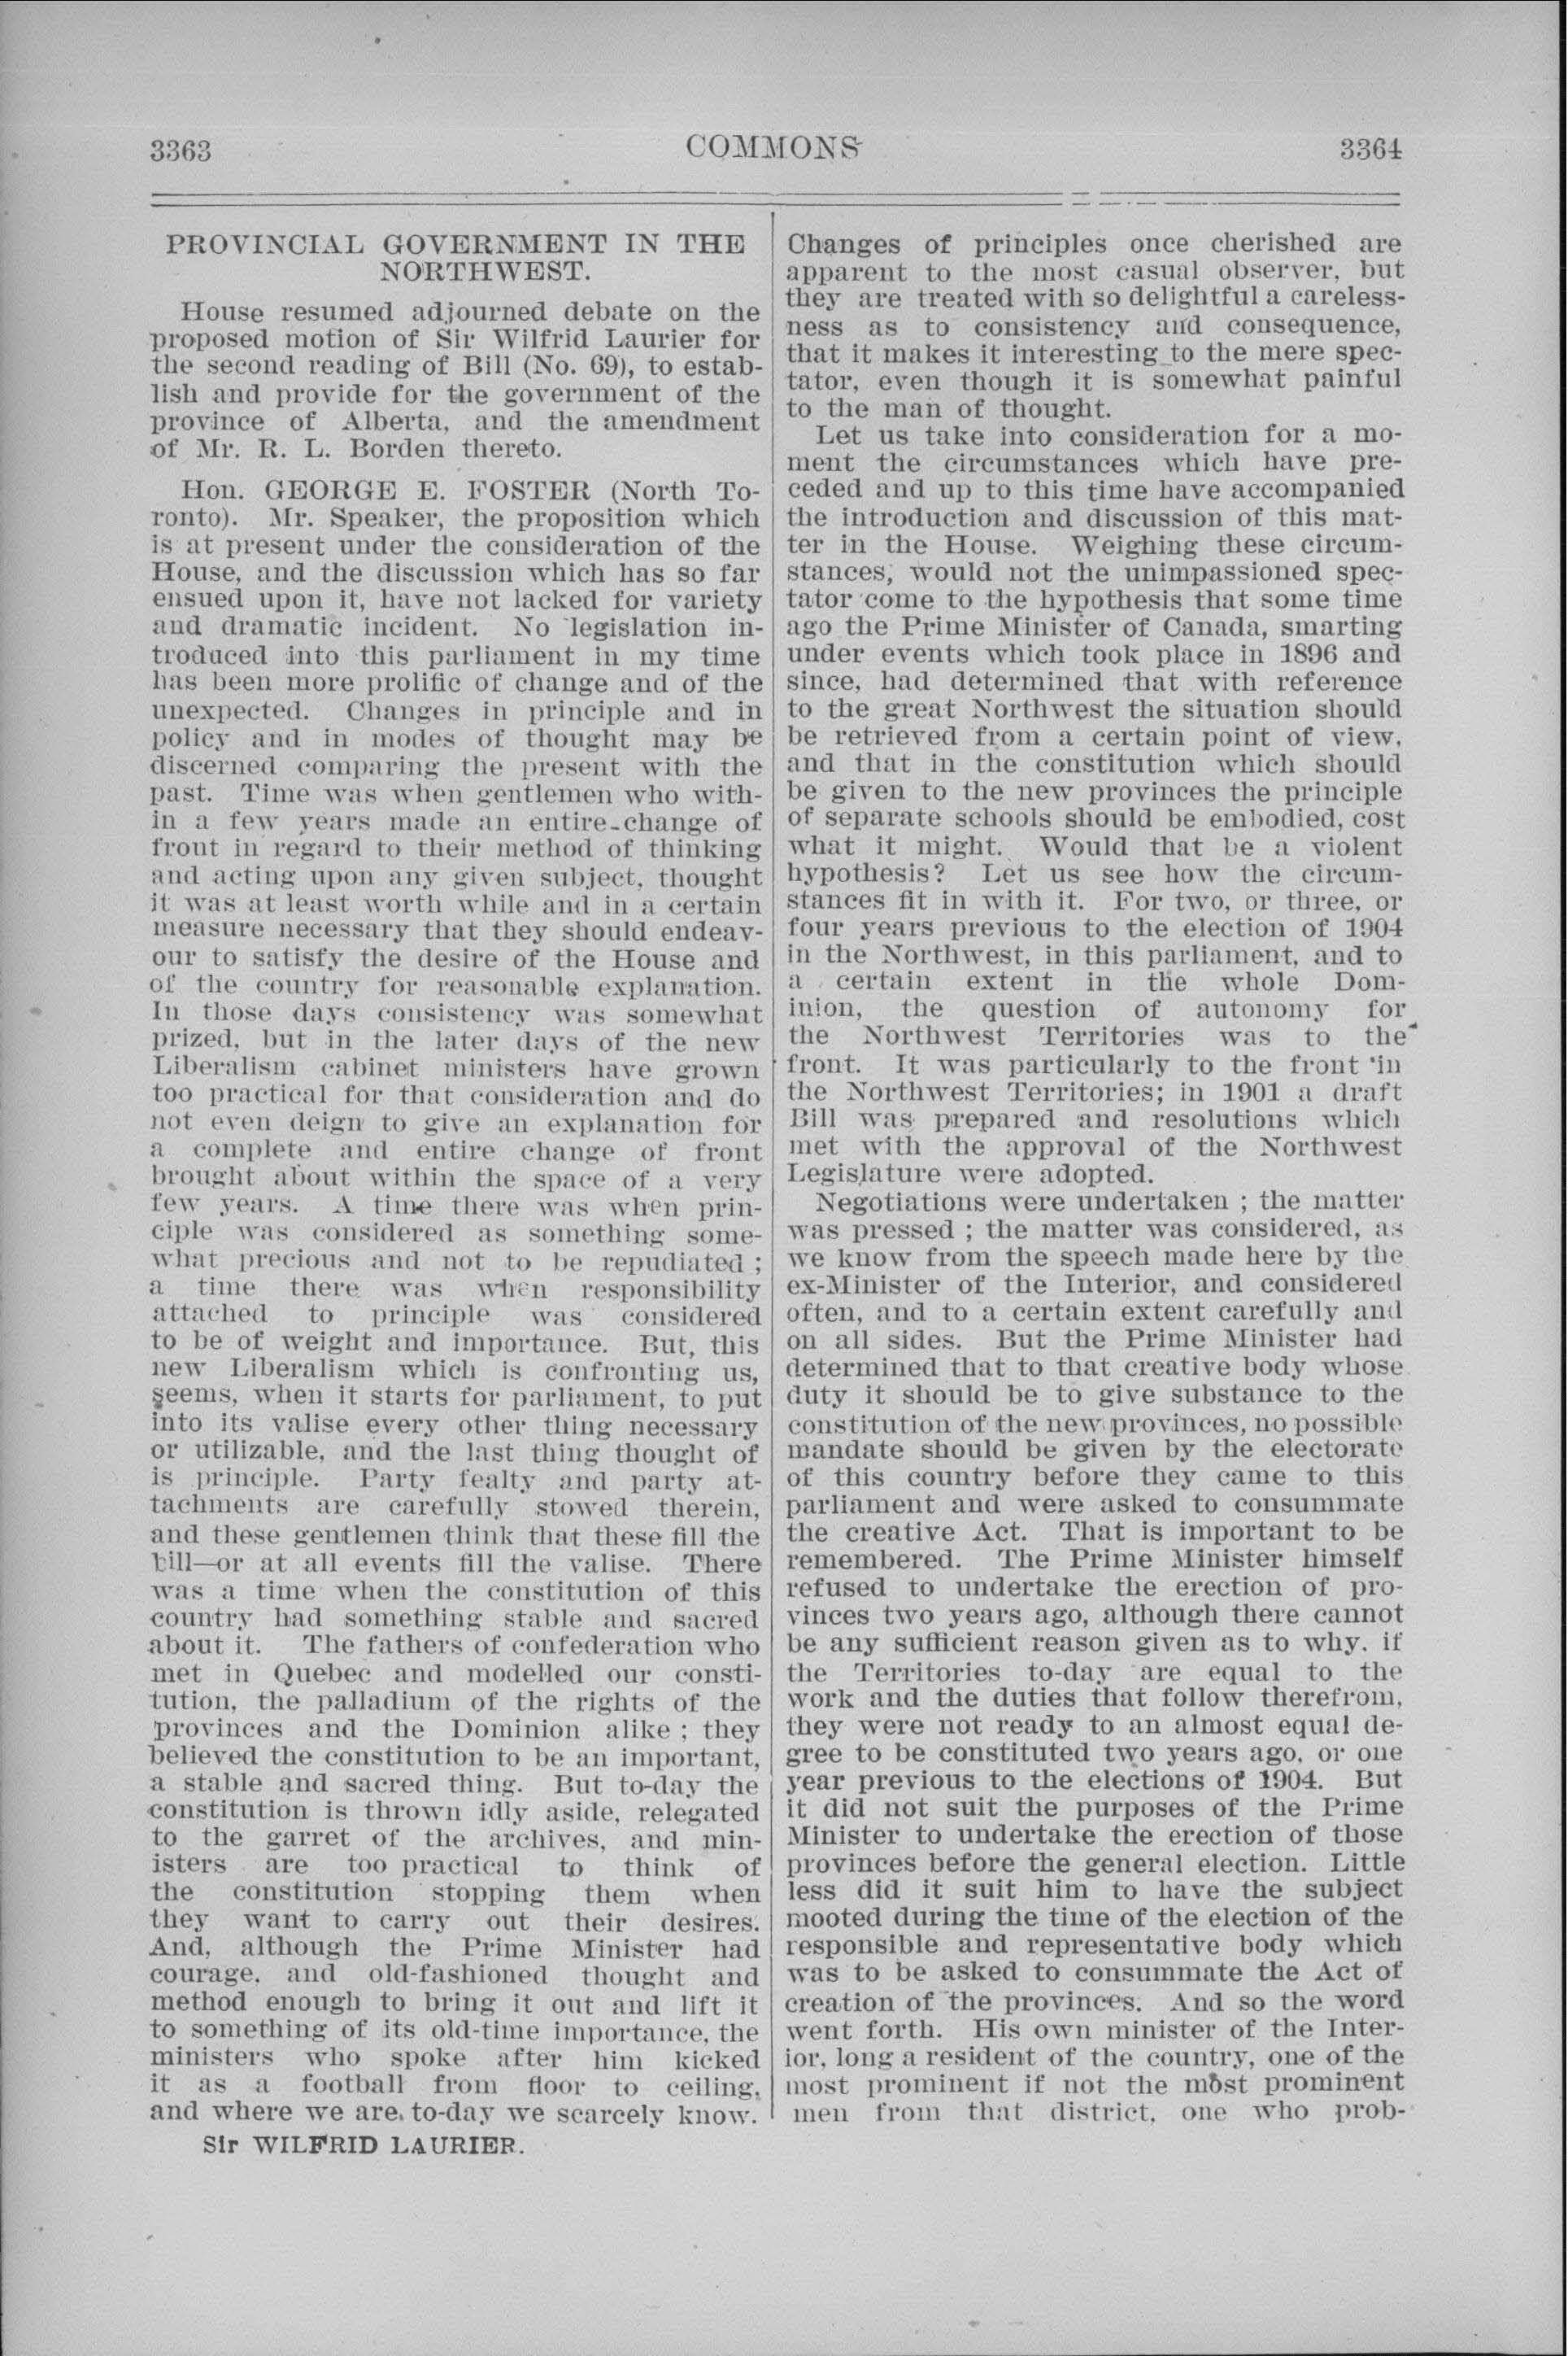 3363
COMMONS
3364
PROVINCIAL GOVERNMENT IN THE
NORTHWEST.
House resumed adjourned debate on the
proposed motion of Sir Wilfrid Laurier for
the second reading of Bill (No. 69), to estab-
lish and provide for the government of the
province of Alberta, and the amendment
of Mr. R. L. Borden thereto.
Hon. GEORGE E. FOSTER (North To-
ronto). Mr. Speaker, the proposition which
is at present under the consideration of the
House, and the discussion which has so far
ensued upon it, have not lacked for variety
and dramatic incident. No legislation in-
troduced into this parliament in my time
has been more prolific of change and of the
unexpected. Changes in principle and in
policy and in modes of thought may be
discerned comparing the present with the
past. Time was when gentlemen who with-
in a few years made an entire change of
front in regard to their method of thinking
and acting upon any given subject, thought
it was at least worth while and in a certain
measure necessary that they should endeav-
our to satisfy the desire of the House and
of the country for reasonable explanation.
In those days consistency was somewhat
prized, but in the later days of the new
Liberalism cabinet ministers have grown
too practical for that consideration and do
not even deign to give an explanation for
a complete and entire change of front
brought about within the space of a very
few years. A time there was when prin-
ciple was considered as something some-
what precious and not to be repudiated ;
a time there was when responsibility
attached to principle was considered
to be of weight and importance. But, this
new Liberalism which is confronting us,
seems, when it starts for parliament, to put
into its valise every other thing necessary
or utilizable, and the last thing thought of
is principle. Party fealty and party at-
tachments are carefully stowed therein,
and these gentlemen think that these fill the
bill—or at all events fill the valise. There
was a time when the constitution of this
country had something stable and sacred
about it. The fathers of confederation who
met in Quebec and modelled our consti-
tution, the palladium of the rights of the
provinces and the Dominion alike ; they
believed the constitution to be an important,
a stable and sacred thing. But to-day the
constitution is thrown idly aside, relegated
to the garret of the archives, and min-
isters are too practical to think of
the constitution stopping them when
they want to carry out their desires.
And, although the Prime Minister had
courage, and old-fashioned thought and
method enough to bring it out and lift it
to something of its old-time importance, the
ministers who spoke after him kicked
it as a football from floor to ceiling,
and where we are, to-day we scarcely know.
Sir WILFRID LAURIER.
Changes of principles once cherished are
apparent to the most casual observer, but
they are treated with so delightful a careless-
ness as to consistency and consequence,
that it makes it interesting to the mere spec-
tator, even though it is somewhat painful
to the man of thought.
Let us take into consideration for a mo-
ment the circumstances which have pre-
ceded and up to this time have accompanied
the introduction and discussion of this mat-
ter in the House. Weighing these circum-
stances, would not the unimpassioned spec-
tator come to the hypothesis that some time
ago the Prime Minister of Canada, smarting
under events which took place in 1896 and
since, had determined that with reference
to the great Northwest the situation should
be retrieved from a certain point of view,
and that in the constitution which should
be given to the new provinces the principle
of separate schools should be embodied, cost
what it might. Would that be a violent
hypothesis? Let us see how the circum-
stances fit in with it. For two, or three, or
four years previous to the election of 1904
in the Northwest, in this parliament, and to
a certain extent in the whole Dom-
inion, the question of autonomy for
the Northwest Territories was to the
front. It was particularly to the front in
the Northwest Territories; in 1901 a draft
Bill was prepared and resolutions which
met with the approval of the Northwest
Legislature were adopted.
Negotiations were undertaken ; the matter
was pressed ; the matter was considered, as
we know from the speech made here by the
ex-Minister of the Interior, and considered
often, and to a certain extent carefully and
on all sides. But the Prime Minister had
determined that to that creative body whose
duty it should be to give substance to the
constitution of the new provinces, no possible
mandate should be given by the electorate
of this country before they came to this
parliament and were asked to consummate
the creative Act. That is important to be
remembered. The Prime Minister himself
refused to undertake the erection of pro-
vinces two years ago, although there cannot
be any sufficient reason given as to why, if
the Territories to-day are equal to the
work and the duties that follow therefrom,
they were not ready to an almost equal de-
gree to be constituted two years ago, or one
year previous to the elections of 1904. But
it did not suit the purposes of the Prime
Minister to undertake the erection of those
provinces before the general election. Little
less did it suit him to have the subject
mooted during the time of the election of the
responsible and representative body which
was to be asked to consummate the Act of
creation of the provinces. And so the word
went forth. His own minister of the Inter-
ior, long a resident of the country, one of the
most prominent if not the most prominent
men from that district, one who prob-